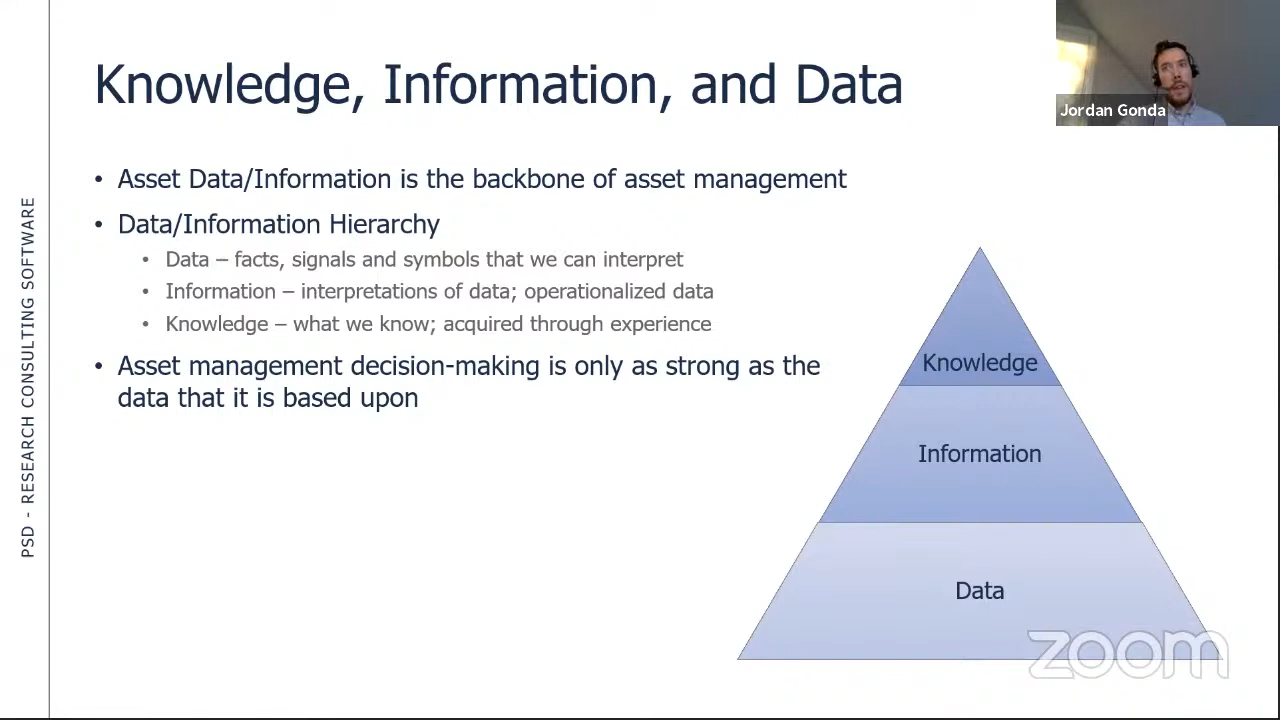 Knowledge, Information, and Data
Jordan Gonda
• Asset Data/Information is the backbone of asset management
• Data/Information Hierarchy
• Data – facts, signals and symbols that we can interpret
• Information – interpretations of data; operationalized data
• Knowledge – what we know; acquired through experience
• Asset management decision-making is only as strong as the
data that it is based upon
Knowledge
Information
Data
PSD - RESEARCH CONSULTING SOFTWARE
zoom